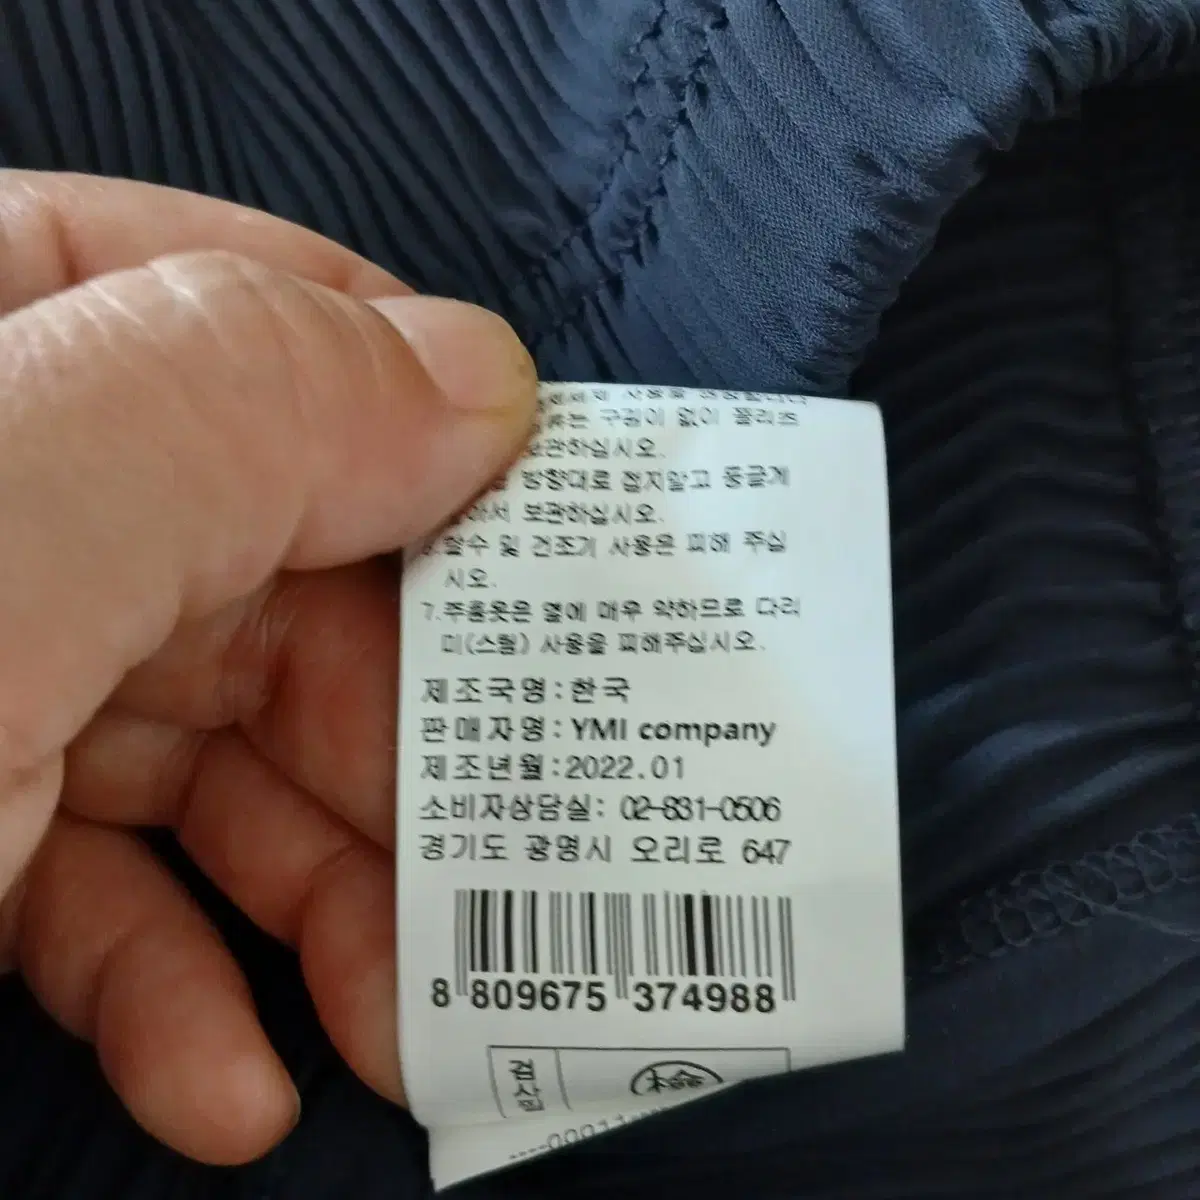 구김이 없이 플리츠
보관하십시오.
방향대로 접지말고 둥글게
말아서 보관하십시오.
6.탈수 및 건조기 사용은 피해 주십
시오.
7.주름옷은 열에 매우 약하므로 다리
미(스팀) 사용을 피해주십시오.
제조국명:한국
판매자명:YMI company
제조년월:2022.01
소비자상담실: 02-831-0506
경기도 광명시 오리로 647
8 809675 374988
검사필
檢